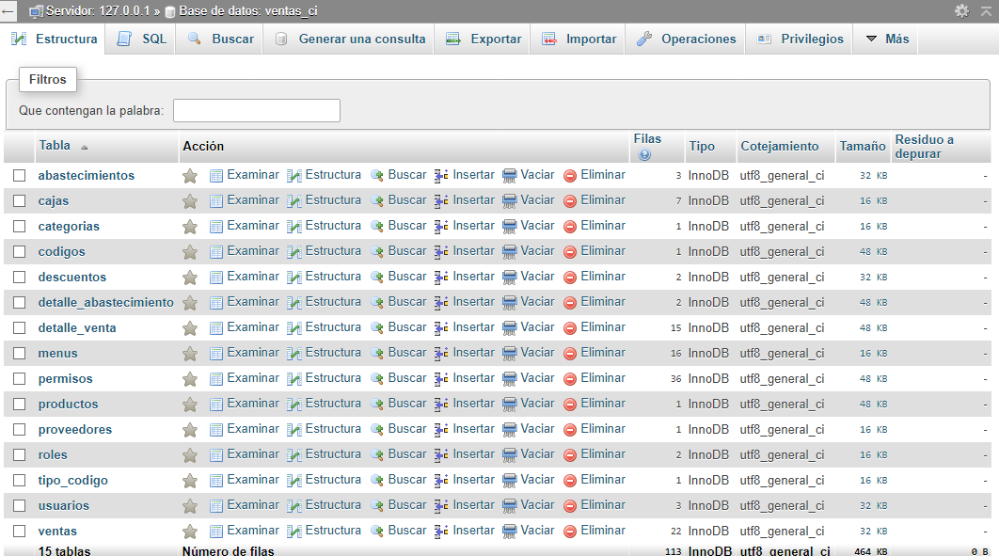 Servidor: 127.0.0.1 » Base de datos: ventas_ci
Estructura SQL Buscar Generar una consulta Exportar Importar Operaciones Privilegios Más
Filtros
Que contengan la palabra:
Tabla Acción Filas Tipo Cotejamiento Tamaño Residuo a depurar
abastecimientos Examinar Estructura Buscar Insertar Vaciar Eliminar 3 InnoDB utf8_general_ci 32 KB -
cajas Examinar Estructura Buscar Insertar Vaciar Eliminar 7 InnoDB utf8_general_ci 16 KB -
categorias Examinar Estructura Buscar Insertar Vaciar Eliminar 1 InnoDB utf8_general_ci 16 KB -
codigos Examinar Estructura Buscar Insertar Vaciar Eliminar 1 InnoDB utf8_general_ci 48 KB -
descuentos Examinar Estructura Buscar Insertar Vaciar Eliminar 2 InnoDB utf8_general_ci 32 KB -
detalle_abastecimiento Examinar Estructura Buscar Insertar Vaciar Eliminar 2 InnoDB utf8_general_ci 48 KB -
detalle_venta Examinar Estructura Buscar Insertar Vaciar Eliminar 15 InnoDB utf8_general_ci 48 KB -
menus Examinar Estructura Buscar Insertar Vaciar Eliminar 16 InnoDB utf8_general_ci 16 KB -
permisos Examinar Estructura Buscar Insertar Vaciar Eliminar 36 InnoDB utf8_general_ci 48 KB -
productos Examinar Estructura Buscar Insertar Vaciar Eliminar 1 InnoDB utf8_general_ci 48 KB -
proveedores Examinar Estructura Buscar Insertar Vaciar Eliminar 1 InnoDB utf8_general_ci 16 KB -
roles Examinar Estructura Buscar Insertar Vaciar Eliminar 2 InnoDB utf8_general_ci 16 KB -
tipo_codigo Examinar Estructura Buscar Insertar Vaciar Eliminar 1 InnoDB utf8_general_ci 16 KB -
usuarios Examinar Estructura Buscar Insertar Vaciar Eliminar 3 InnoDB utf8_general_ci 32 KB -
ventas Examinar Estructura Buscar Insertar Vaciar Eliminar 22 InnoDB utf8_general_ci 32 KB -
15 tablas Número de filas 113 InnoDB utf8_general_ci 464 KB 0 B